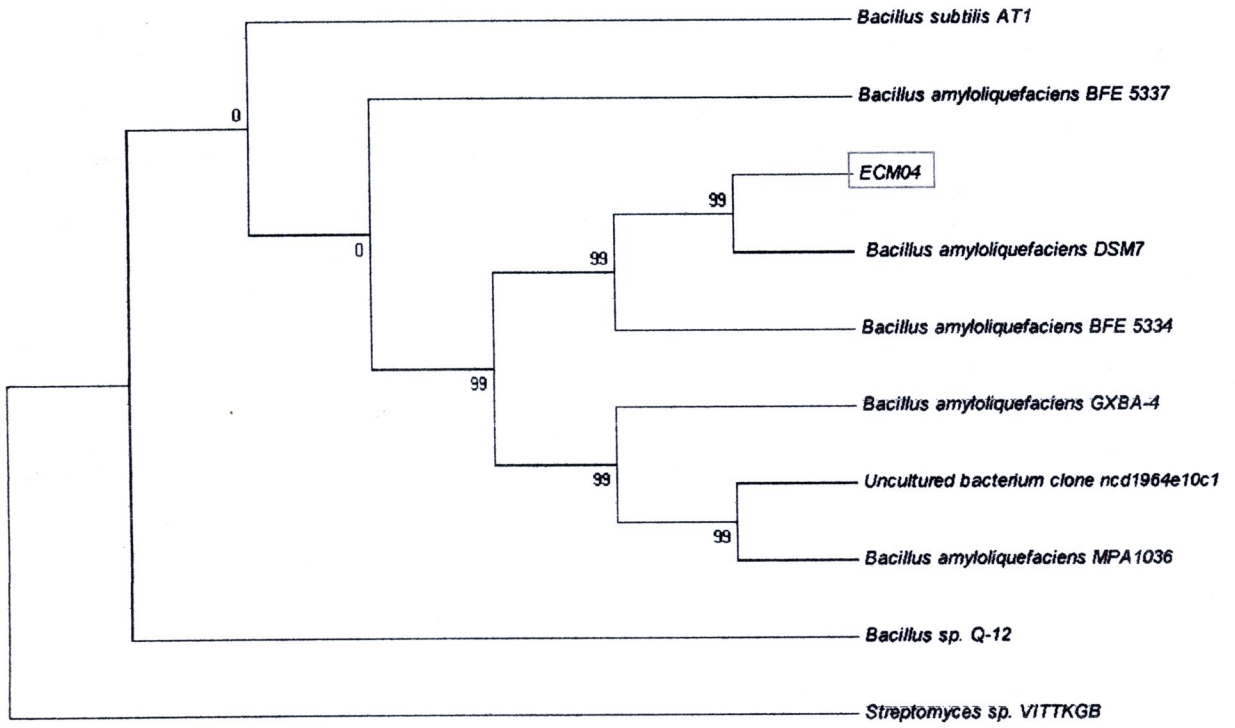 Bacillus subtilis AT1
0
Bacillus amyloliquefaciens BFE 5337
ECM04
99
Bacillus amyloliquefaciens DSM7
0
99
Bacillus amyloliquefaciens BFE 5334
99
Bacillus amyloliquefaciens GXBA-4
99
Uncultured bacterium clone ncd1964e10c1
99
Bacillus amyloliquefaciens MPA1036
Bacillus sp. Q-12
Streptomyces sp. VITTKGB